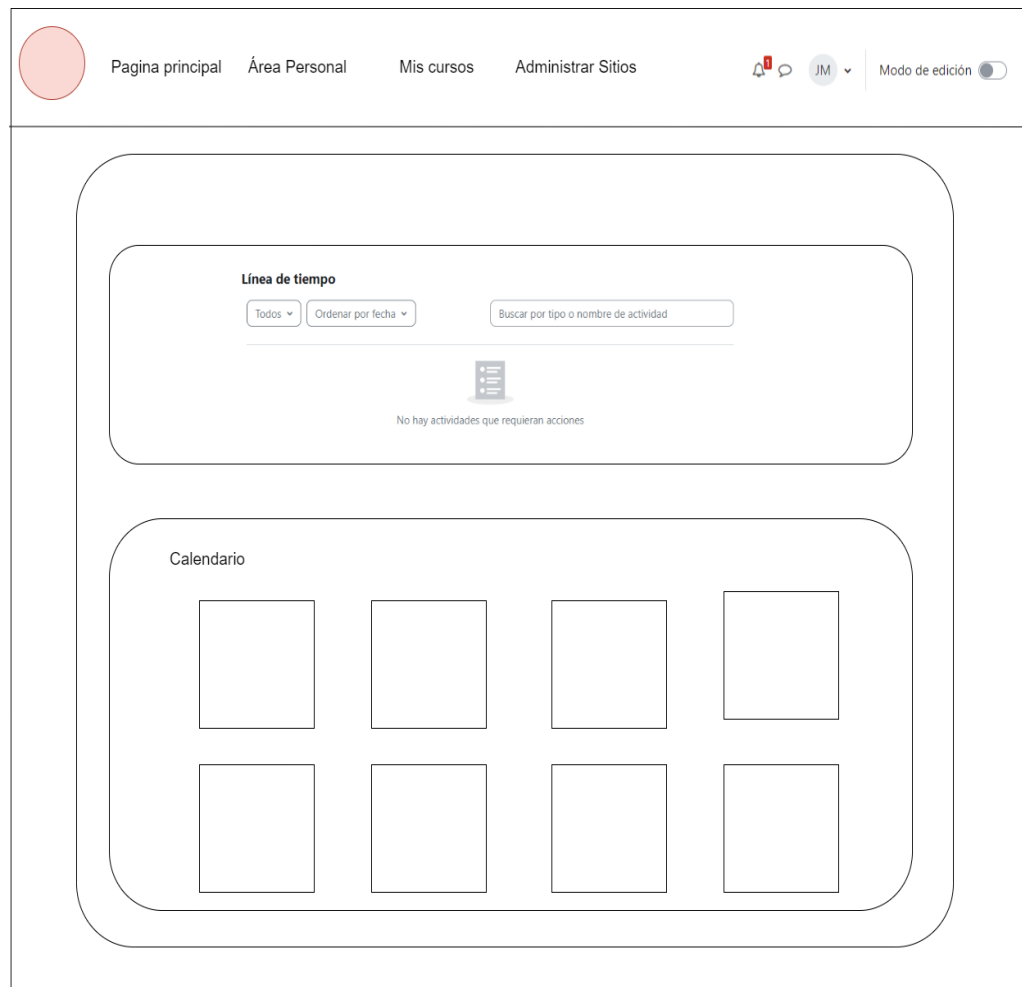 Pagina principal Área Personal Mis cursos Administrar Sitios 1 JM Modo de edición
Línea de tiempo
Todos Ordenar por fecha Buscar por tipo o nombre de actividad
No hay actividades que requieran acciones
Calendario